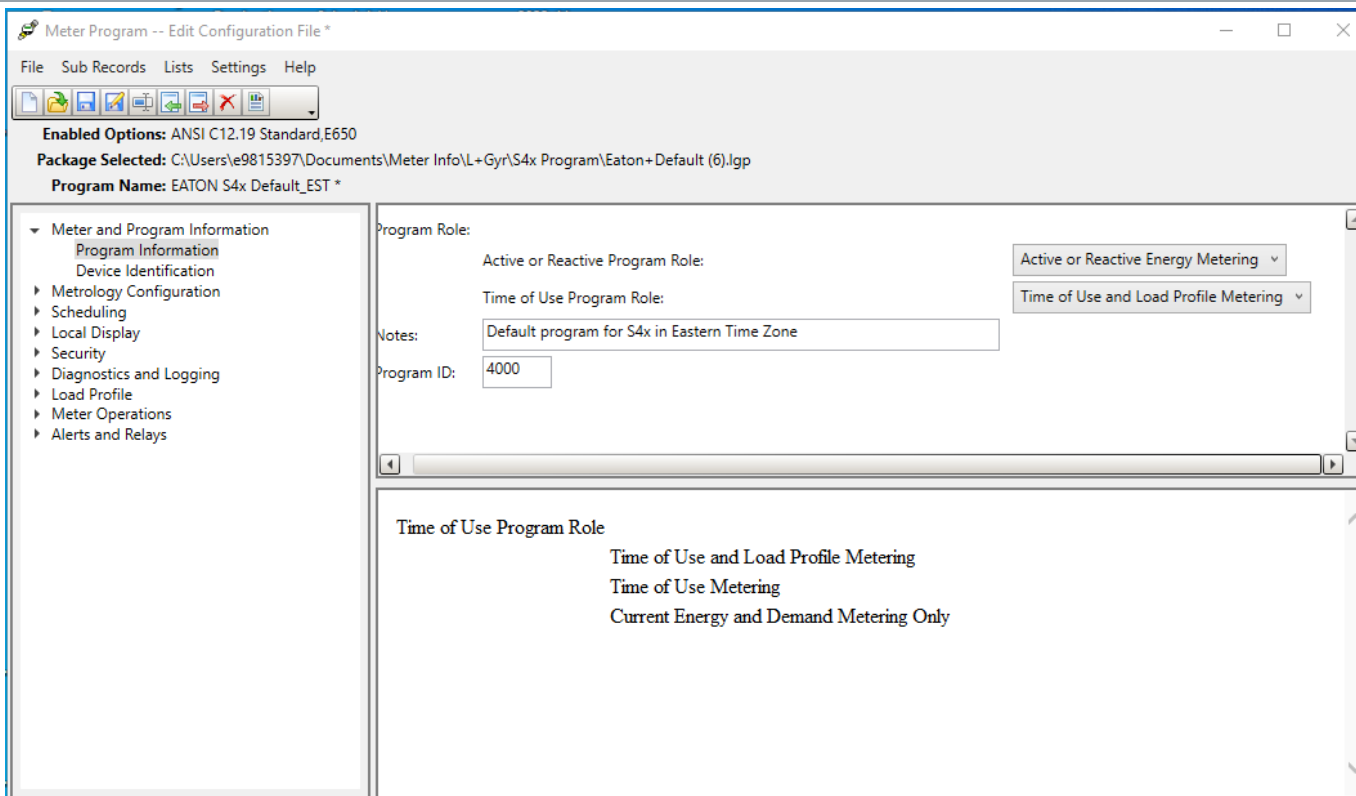 Meter Program -- Edit Configuration File *
File Sub Records Lists Settings Help
Enabled Options: ANSI C12.19 Standard,E650
Package Selected: C:\Users\e9815397\Documents\Meter Info\L+Gyr\S4x Program\Eaton+Default (6).lgp
Program Name: EATON S4x Default_EST *
Meter and Program Information
Program Information
Device Identification
Metrology Configuration
Scheduling
Local Display
Security
Diagnostics and Logging
Load Profile
Meter Operations
Alerts and Relays
Program Role:
Active or Reactive Program Role: Active or Reactive Energy Metering
Time of Use Program Role: Time of Use and Load Profile Metering
Notes: Default program for S4x in Eastern Time Zone
Program ID: 4000
Time of Use Program Role
Time of Use and Load Profile Metering
Time of Use Metering
Current Energy and Demand Metering Only